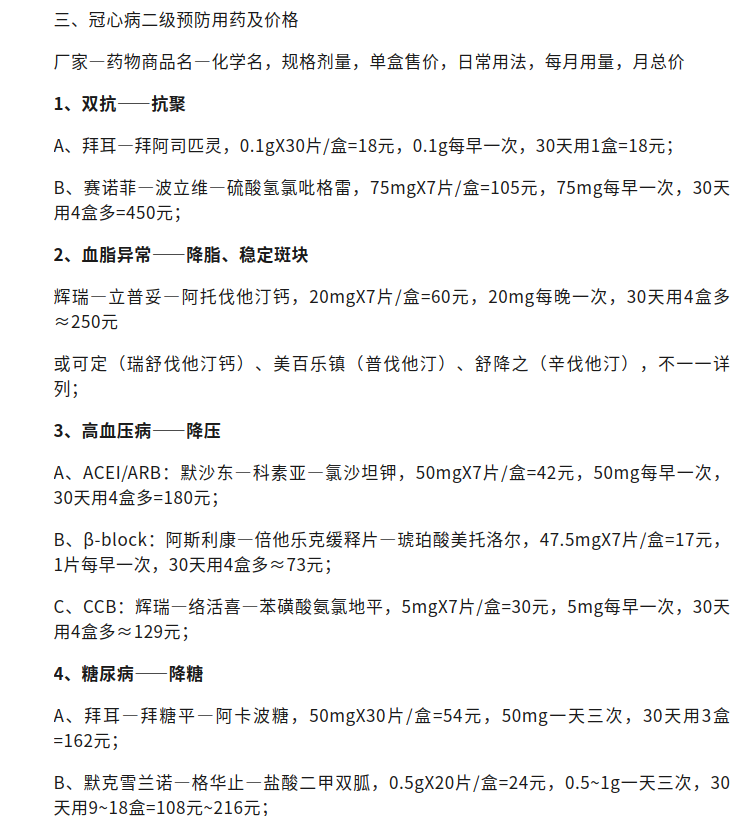 三、冠心病二级预防用药及价格
厂家—药物商品名—化学名，规格剂量，单盒售价，日常用法，每月用量，月总价
1、双抗——抗聚
A、拜耳—拜阿司匹灵，0.1gX30片/盒=18元，0.1g每早一次，30天用1盒=18元；
B、赛诺菲—波立维—硫酸氢氯吡格雷，75mgX7片/盒=105元，75mg每早一次，30天
用4盒多=450元；
2、血脂异常——降脂、稳定斑块
辉瑞—立普妥—阿托伐他汀钙，20mgX7片/盒=60元，20mg每晚一次，30天用4盒多
≈250元
或可定（瑞舒伐他汀钙）、美百乐镇（普伐他汀）、舒降之（辛伐他汀），不一一详
列；
3、高血压病——降压
A、ACEI/ARB：默沙东—科素亚—氯沙坦钾，50mgX7片/盒=42元，50mg每早一次，
30天用4盒多=180元；
B、β-block：阿斯利康—倍他乐克缓释片—琥珀酸美托洛尔，47.5mgX7片/盒=17元，
1片每早一次，30天用4盒多≈73元；
C、CCB：辉瑞—络活喜—苯磺酸氨氯地平，5mgX7片/盒=30元，5mg每早一次，30天
用4盒多≈129元；
4、糖尿病——降糖
A、拜耳—拜糖平—阿卡波糖，50mgX30片/盒=54元，50mg一天三次，30天用3盒
=162元；
B、默克雪兰诺—格华止—盐酸二甲双胍，0.5gX20片/盒=24元，0.5~1g一天三次，30
天用9~18盒=108元~216元；